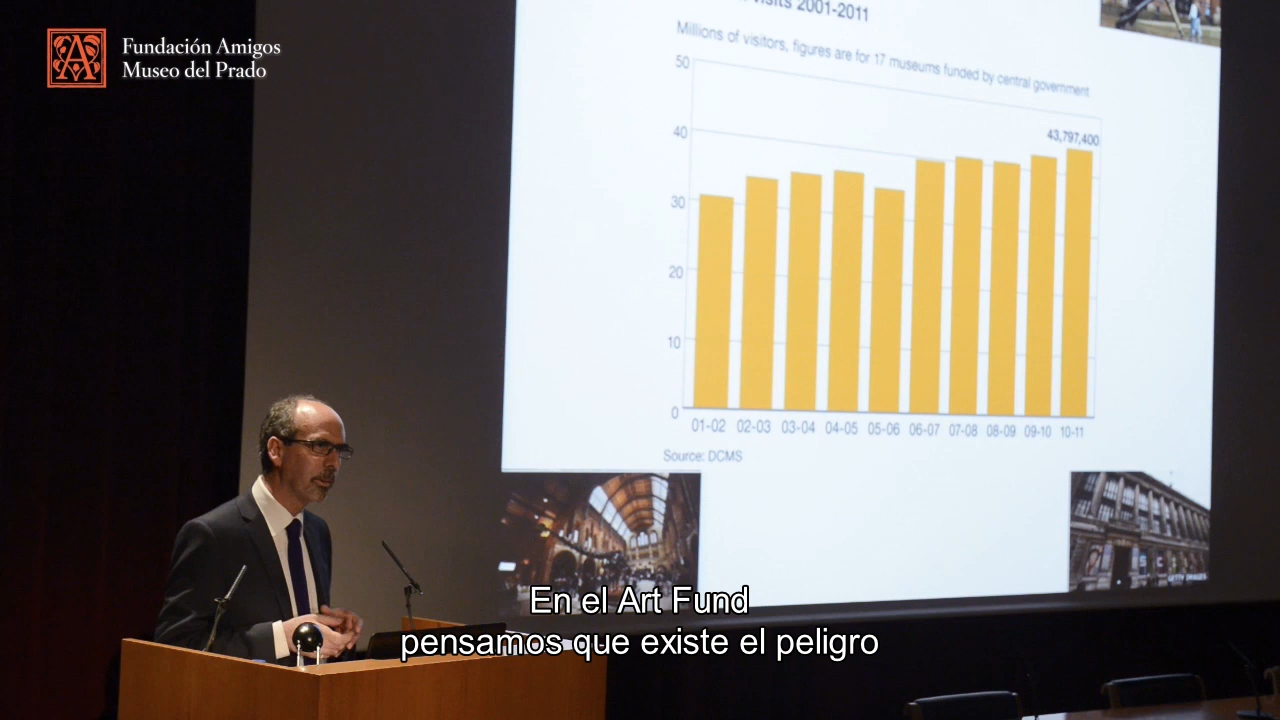 Fundación Amigos
Museo del Prado
visits 2001-2011
Millions of visitors, figures are for 17 museums funded by central government
50
43,797,400
40
30
20
10
0
01-02 02-03 03-04 04-05 05-06 06-07 07-08 08-09 09-10 10-11
Source: DCMS
GETTY IMAGES
En el Art Fund
pensamos que existe el peligro